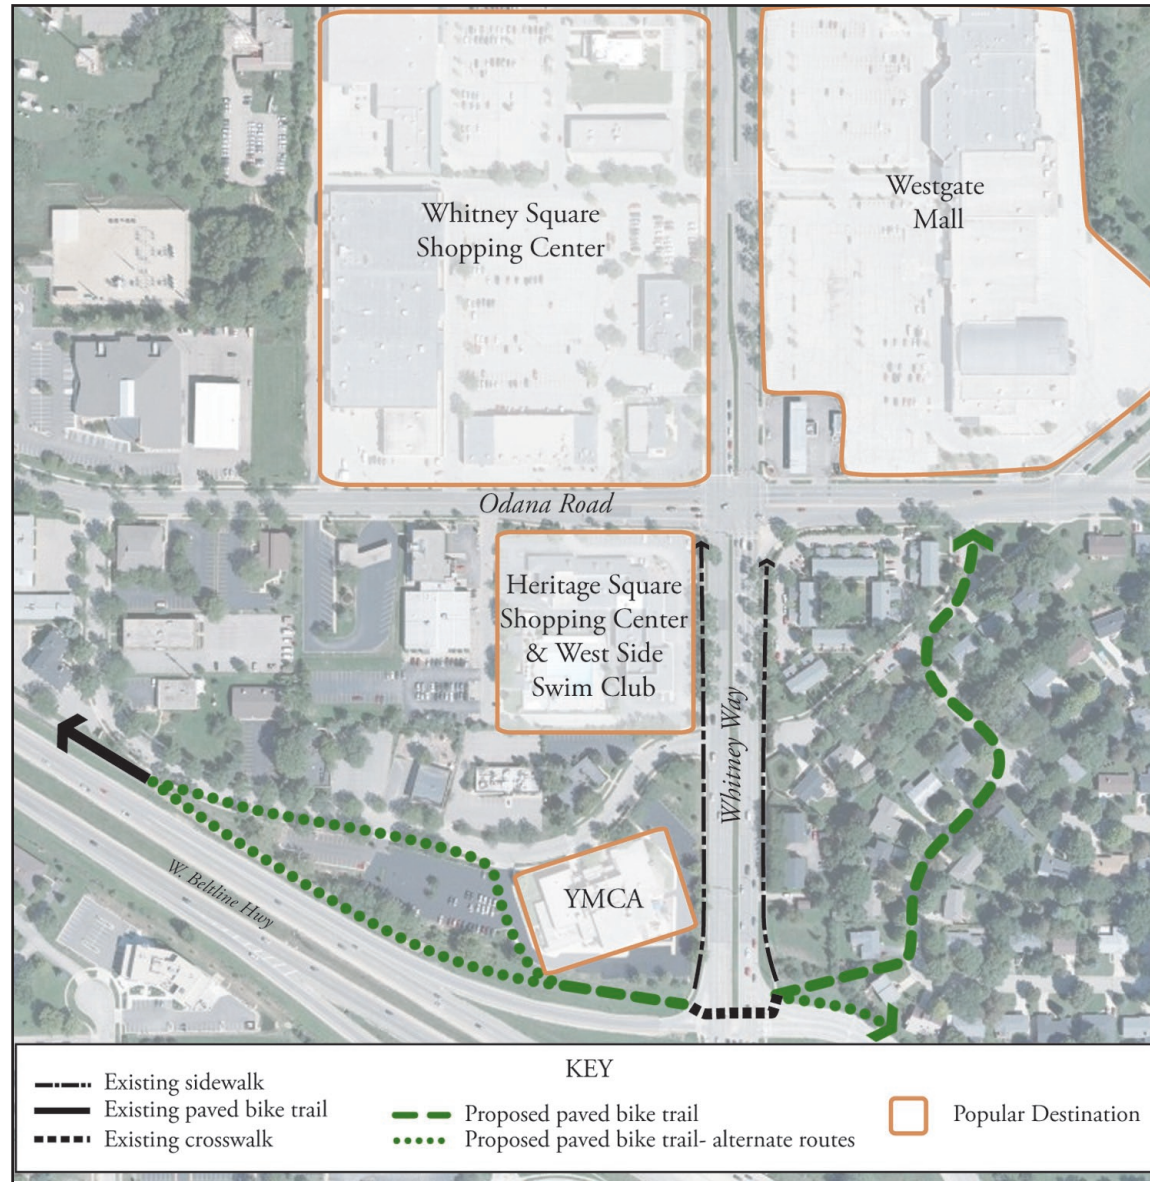 Whitney Square
Shopping Center
Westgate
Mall
Odana Road
Heritage Square
Shopping Center
& West Side
Swim Club
Whitney Way
W. Beltline Hwy
YMCA
KEY
Existing sidewalk
Existing paved bike trail
Existing crosswalk
Proposed paved bike trail
Proposed paved bike trail- alternate routes
Popular Destination